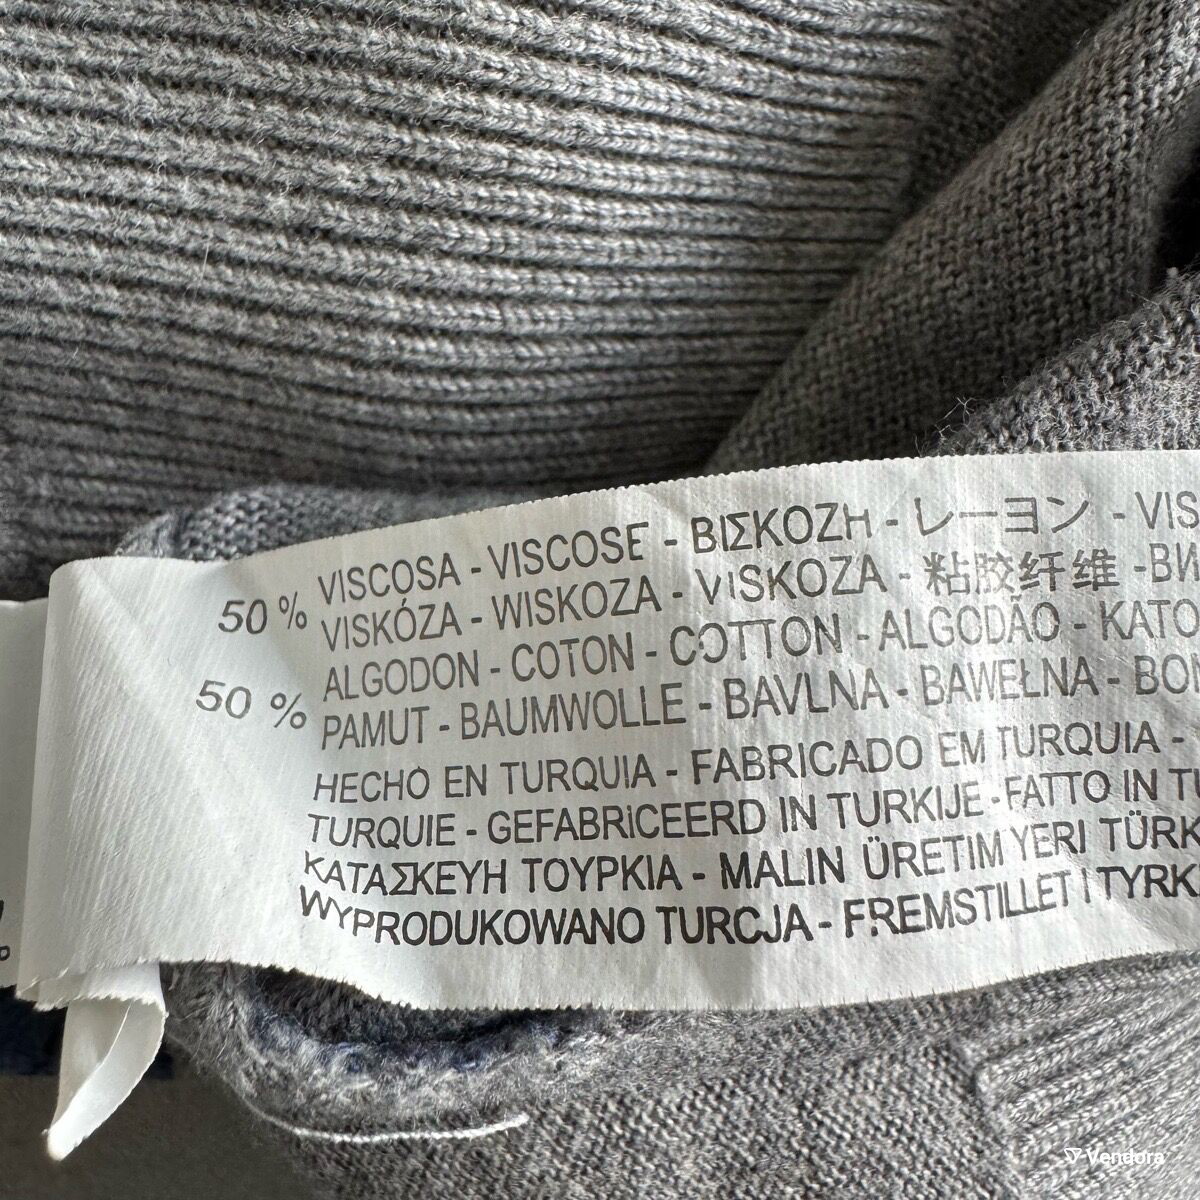 50 % VISCOSA - VISCOSE - ΒΙΣΚΟΖΗ - レーヨン - VIS
VISKÓZA - WISKOZA - VISKOZA - 粘胶纤维 -ВИ
50 % ALGODON - COTON - COTTON - ALGODÃO - KATO
PAMUT - BAUMWOLLE - BAVLNA - BAWEŁNA - BO
HECHO EN TURQUIA - FABRICADO EM TURQUIA -
TURQUIE - GEFABRICEERD IN TURKIJE - FATTO IN TU
ΚΑΤΑΣΚΕΥΗ ΤΟΥΡΚΙΑ - MALIN ÜRETIM YERI TÜRK
WYPRODUKOWANO TURCJA - FREMSTILLET I TYRK
Vendora